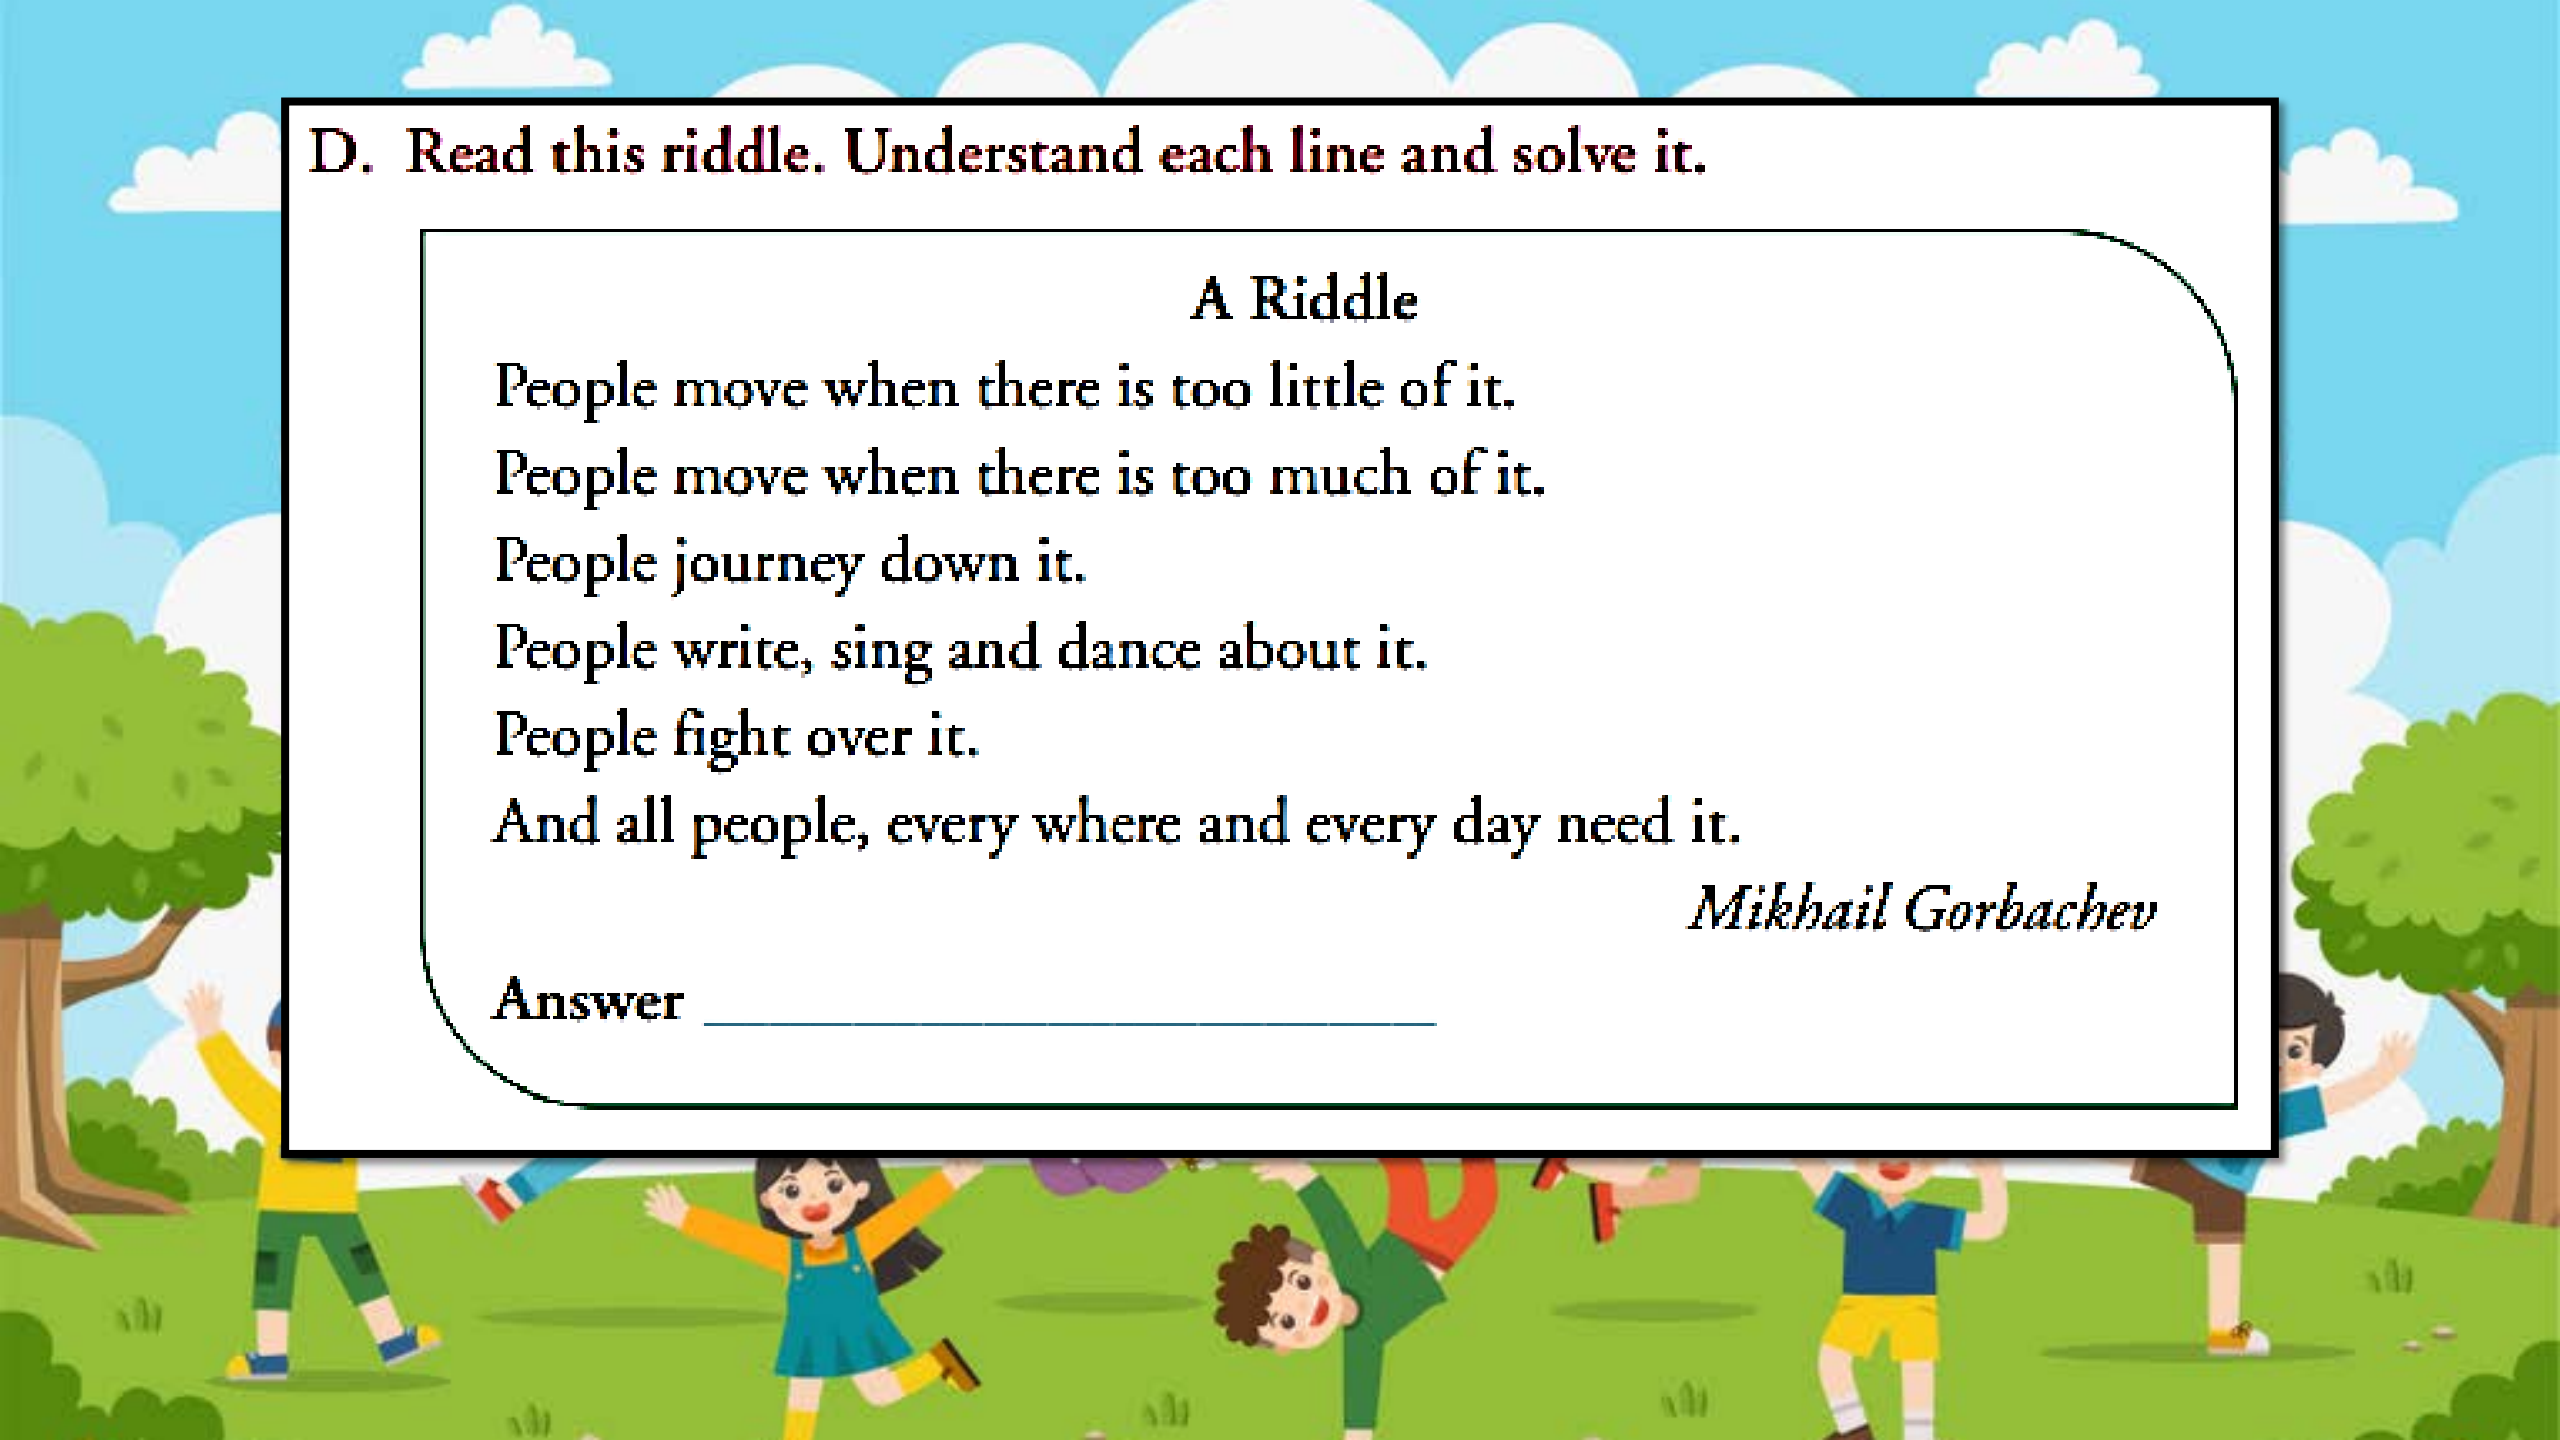 D. Read this riddle. Understand each line and solve it.
A Riddle
People move when there is too little of it.
People move when there is too much of it.
People journey down it.
People write, sing and dance about it.
People fight over it.
And all people, every where and every day need it.
Mikhail Gorbachev
Answer ____________________